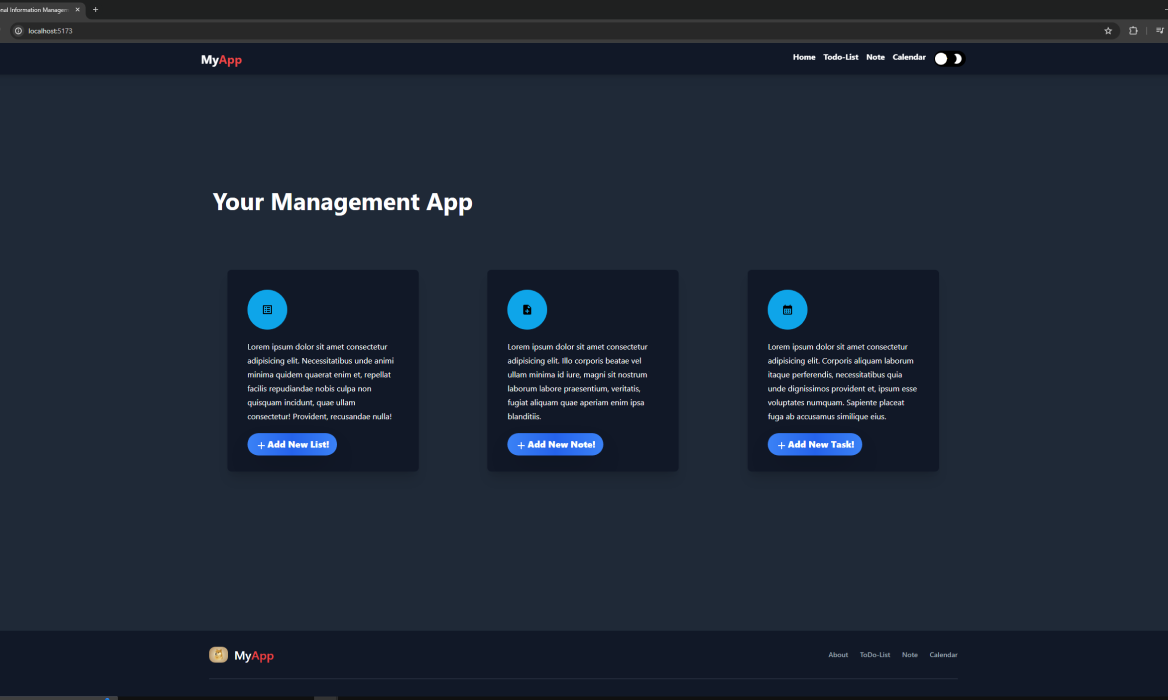 nal Information Manager
localhost:5173
MyApp
Home Todo-List Note Calendar
Your Management App
Lorem ipsum dolor sit amet consectetur
adipisicing elit. Necessitatibus unde animi
minima quidem quaerat enim et, repellat
facilis repudiandae nobis culpa non
quisquam incidunt, quae ullam
consectetur! Provident, recusandae nulla!
+ Add New List!
Lorem ipsum dolor sit amet consectetur
adipisicing elit. Illo corporis beatae vel
ullam minima id iure, magni sit nostrum
laborum labore praesentium, veritatis,
fugiat aliquam quae aperiam enim ipsa
blanditiis.
+ Add New Note!
Lorem ipsum dolor sit amet consectetur
adipisicing elit. Corporis aliquam laborum
itaque perferendis, necessitatibus quia
unde dignissimos provident et, ipsum esse
voluptates numquam. Sapiente placeat
fuga ab accusamus similique eius.
+ Add New Task!
MyApp
About ToDo-List Note Calendar